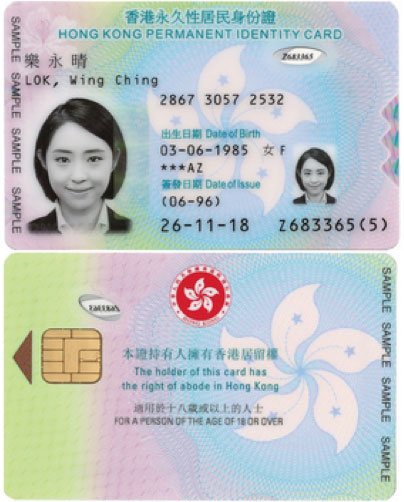 香港永久性居民身份證
HONG KONG PERMANENT IDENTITY CARD
SAMPLE SAMPLE SAMPLE SAMPLE
樂永晴
LOK, Wing Ching
Z683365
2867 3057 2532
出生日期 Date of Birth
03-06-1985 女 F
***AZ
簽發日期 Date of Issue
(06-96)
26-11-18 Z683365(5)
本證持有人擁有香港居留權
The holder of this card has
the right of abode in Hong Kong
適用於十八歲或以上的人士
FOR A PERSON OF THE AGE OF 18 OR OVER
SAMPLE SAMPLE SAMPLE SAMPLE